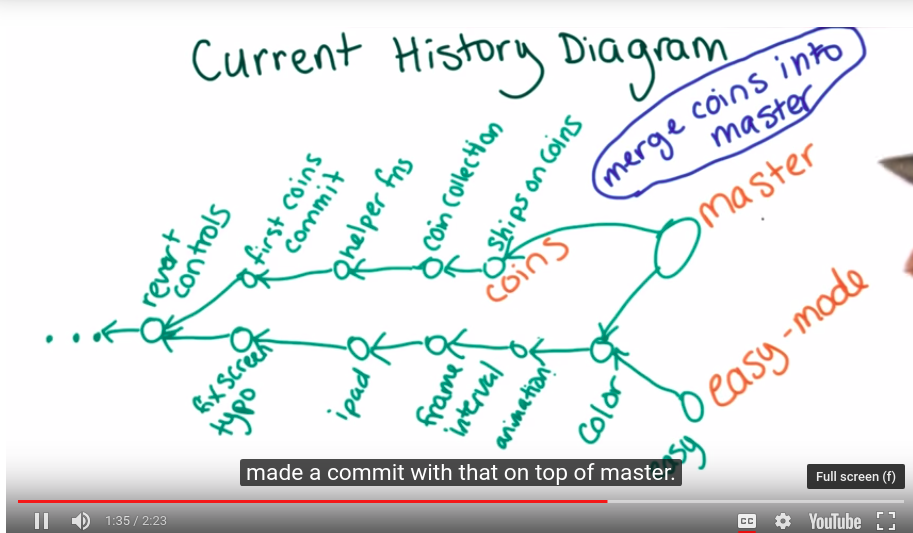 Current History Diagram
merge coins into
master
master
ships on coins
coin collection
helper fns
first coins
commit
revert
controls
coins
easy-mode
fix screen
typo
ipad
frame
interval
animation
color
easy
made a commit with that on top of master.
Full screen (f)
1:35 / 2:23
CC
YouTube